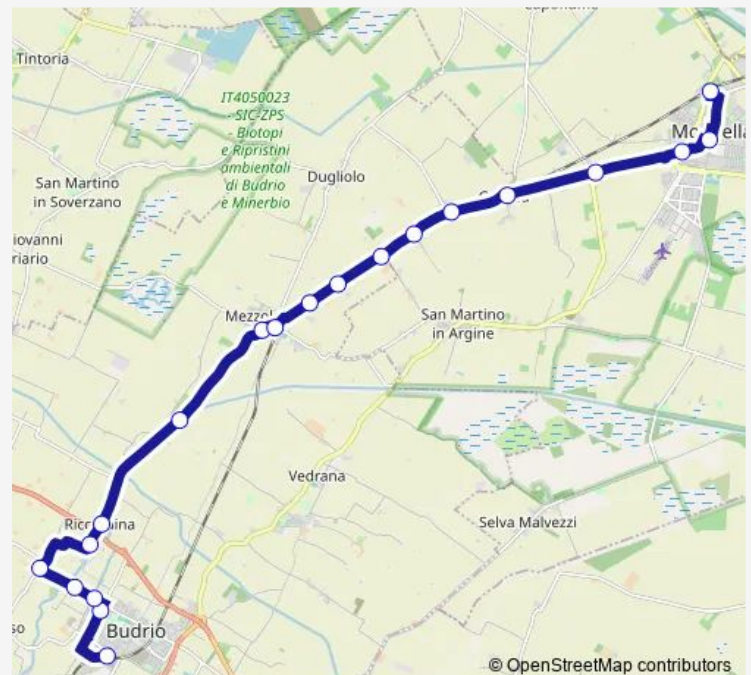 Tintoria
IT4050023
- SIC-ZPS
- Biotopi
e Ripristini
ambientali
di Budrio
e Minerbio
Dugliolo
San Martino
in Soverzano
San Martino
in Argine
Vedrana
Selva Malvezzi
Budrio
© OpenStreetMap contributors